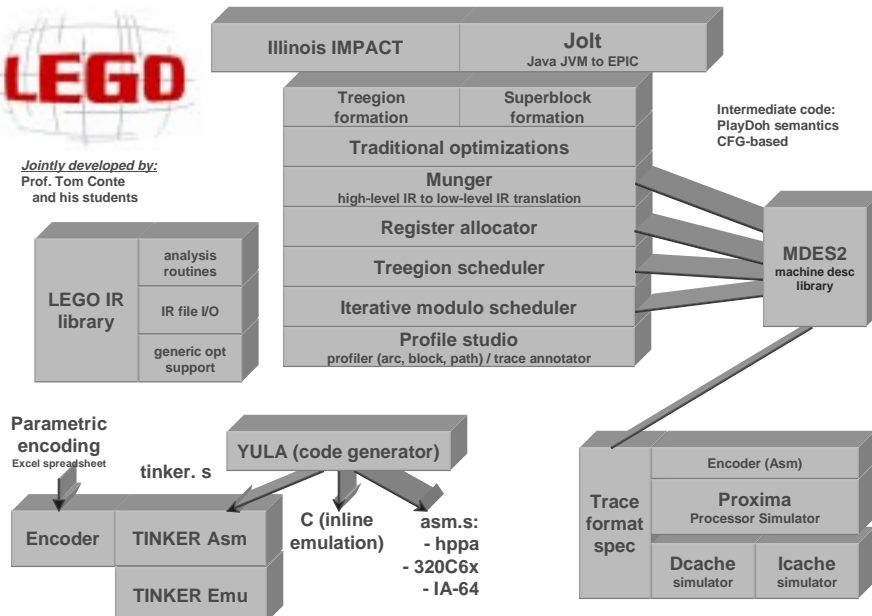 LEGO
Illinois IMPACT
Jolt
Java JVM to EPIC
Treegion
formation
Superblock
formation
Traditional optimizations
Munger
high-level IR to low-level IR translation
Register allocator
Treegion scheduler
Iterative modulo scheduler
Profile studio
profiler (arc, block, path) / trace annotator
Intermediate code:
PlayDoh semantics
CFG-based
Jointly developed by:
Prof. Tom Conte
and his students
LEGO IR
library
analysis
routines
IR file I/O
generic opt
support
MDES2
machine desc
library
Parametric
encoding
Excel spreadsheet
tinker. s
YULA (code generator)
Encoder
TINKER Asm
TINKER Emu
C (inline
emulation)
asm.s:
- hppa
- 320C6x
- IA-64
Trace
format
spec
Encoder (Asm)
Proxima
Processor Simulator
Dcache
simulator
Icache
simulator